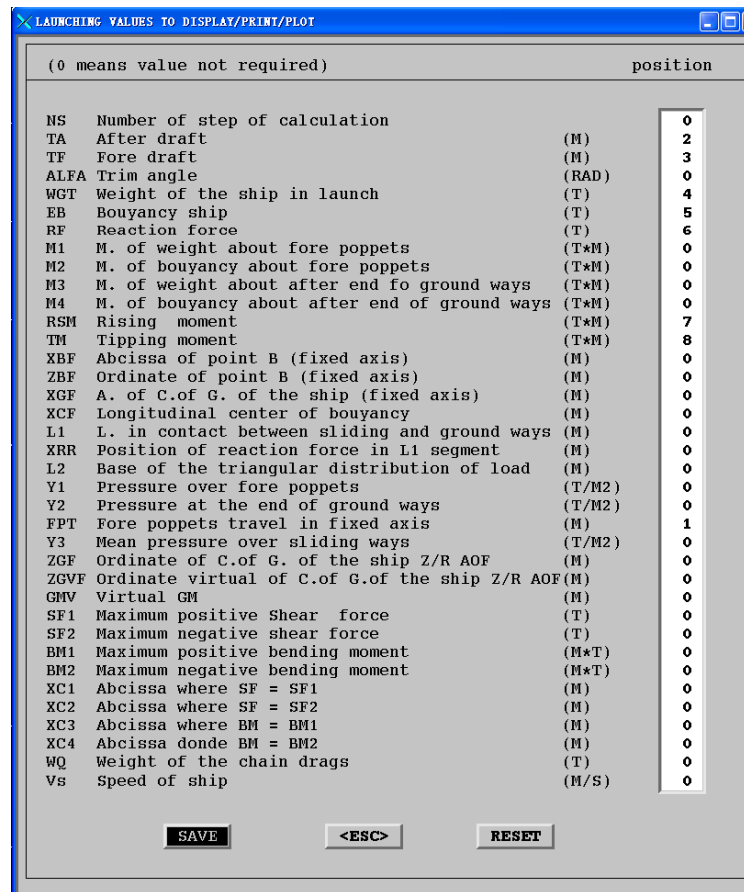 LAUNCHING VALUES TO DISPLAY/PRINT/PLOT
(0 means value not required) position
NS Number of step of calculation 0
TA After draft (M) 2
TF Fore draft (M) 3
ALFA Trim angle (RAD) 0
WGT Weight of the ship in launch (T) 4
EB Bouyancy ship (T) 5
RF Reaction force (T) 6
M1 M. of weight about fore poppets (T*M) 0
M2 M. of bouyancy about fore poppets (T*M) 0
M3 M. of weight about after end fo ground ways (T*M) 0
M4 M. of bouyancy about after end of ground ways (T*M) 0
RSM Rising moment (T*M) 7
TM Tipping moment (T*M) 8
XBF Abcissa of point B (fixed axis) (M) 0
ZBF Ordinate of point B (fixed axis) (M) 0
XGF A. of C.of G. of the ship (fixed axis) (M) 0
XCF Longitudinal center of bouyancy (M) 0
L1 L. in contact between sliding and ground ways (M) 0
XRR Position of reaction force in L1 segment (M) 0
L2 Base of the triangular distribution of load (M) 0
Y1 Pressure over fore poppets (T/M2) 0
Y2 Pressure at the end of ground ways (T/M2) 0
FPT Fore poppets travel in fixed axis (M) 1
Y3 Mean pressure over sliding ways (T/M2) 0
ZGF Ordinate of C.of G. of the ship Z/R AOF (M) 0
ZGVF Ordinate virtual of C.of G.of the ship Z/R AOF(M) 0
GMV Virtual GM (M) 0
SF1 Maximum positive Shear force (T) 0
SF2 Maximum negative shear force (T) 0
BM1 Maximum positive bending moment (M*T) 0
BM2 Maximum negative bending moment (M*T) 0
XC1 Abcissa where SF = SF1 (M) 0
XC2 Abcissa where SF = SF2 (M) 0
XC3 Abcissa where BM = BM1 (M) 0
XC4 Abcissa donde BM = BM2 (M) 0
WQ Weight of the chain drags (T) 0
Vs Speed of ship (M/S) 0
SAVE <ESC> RESET